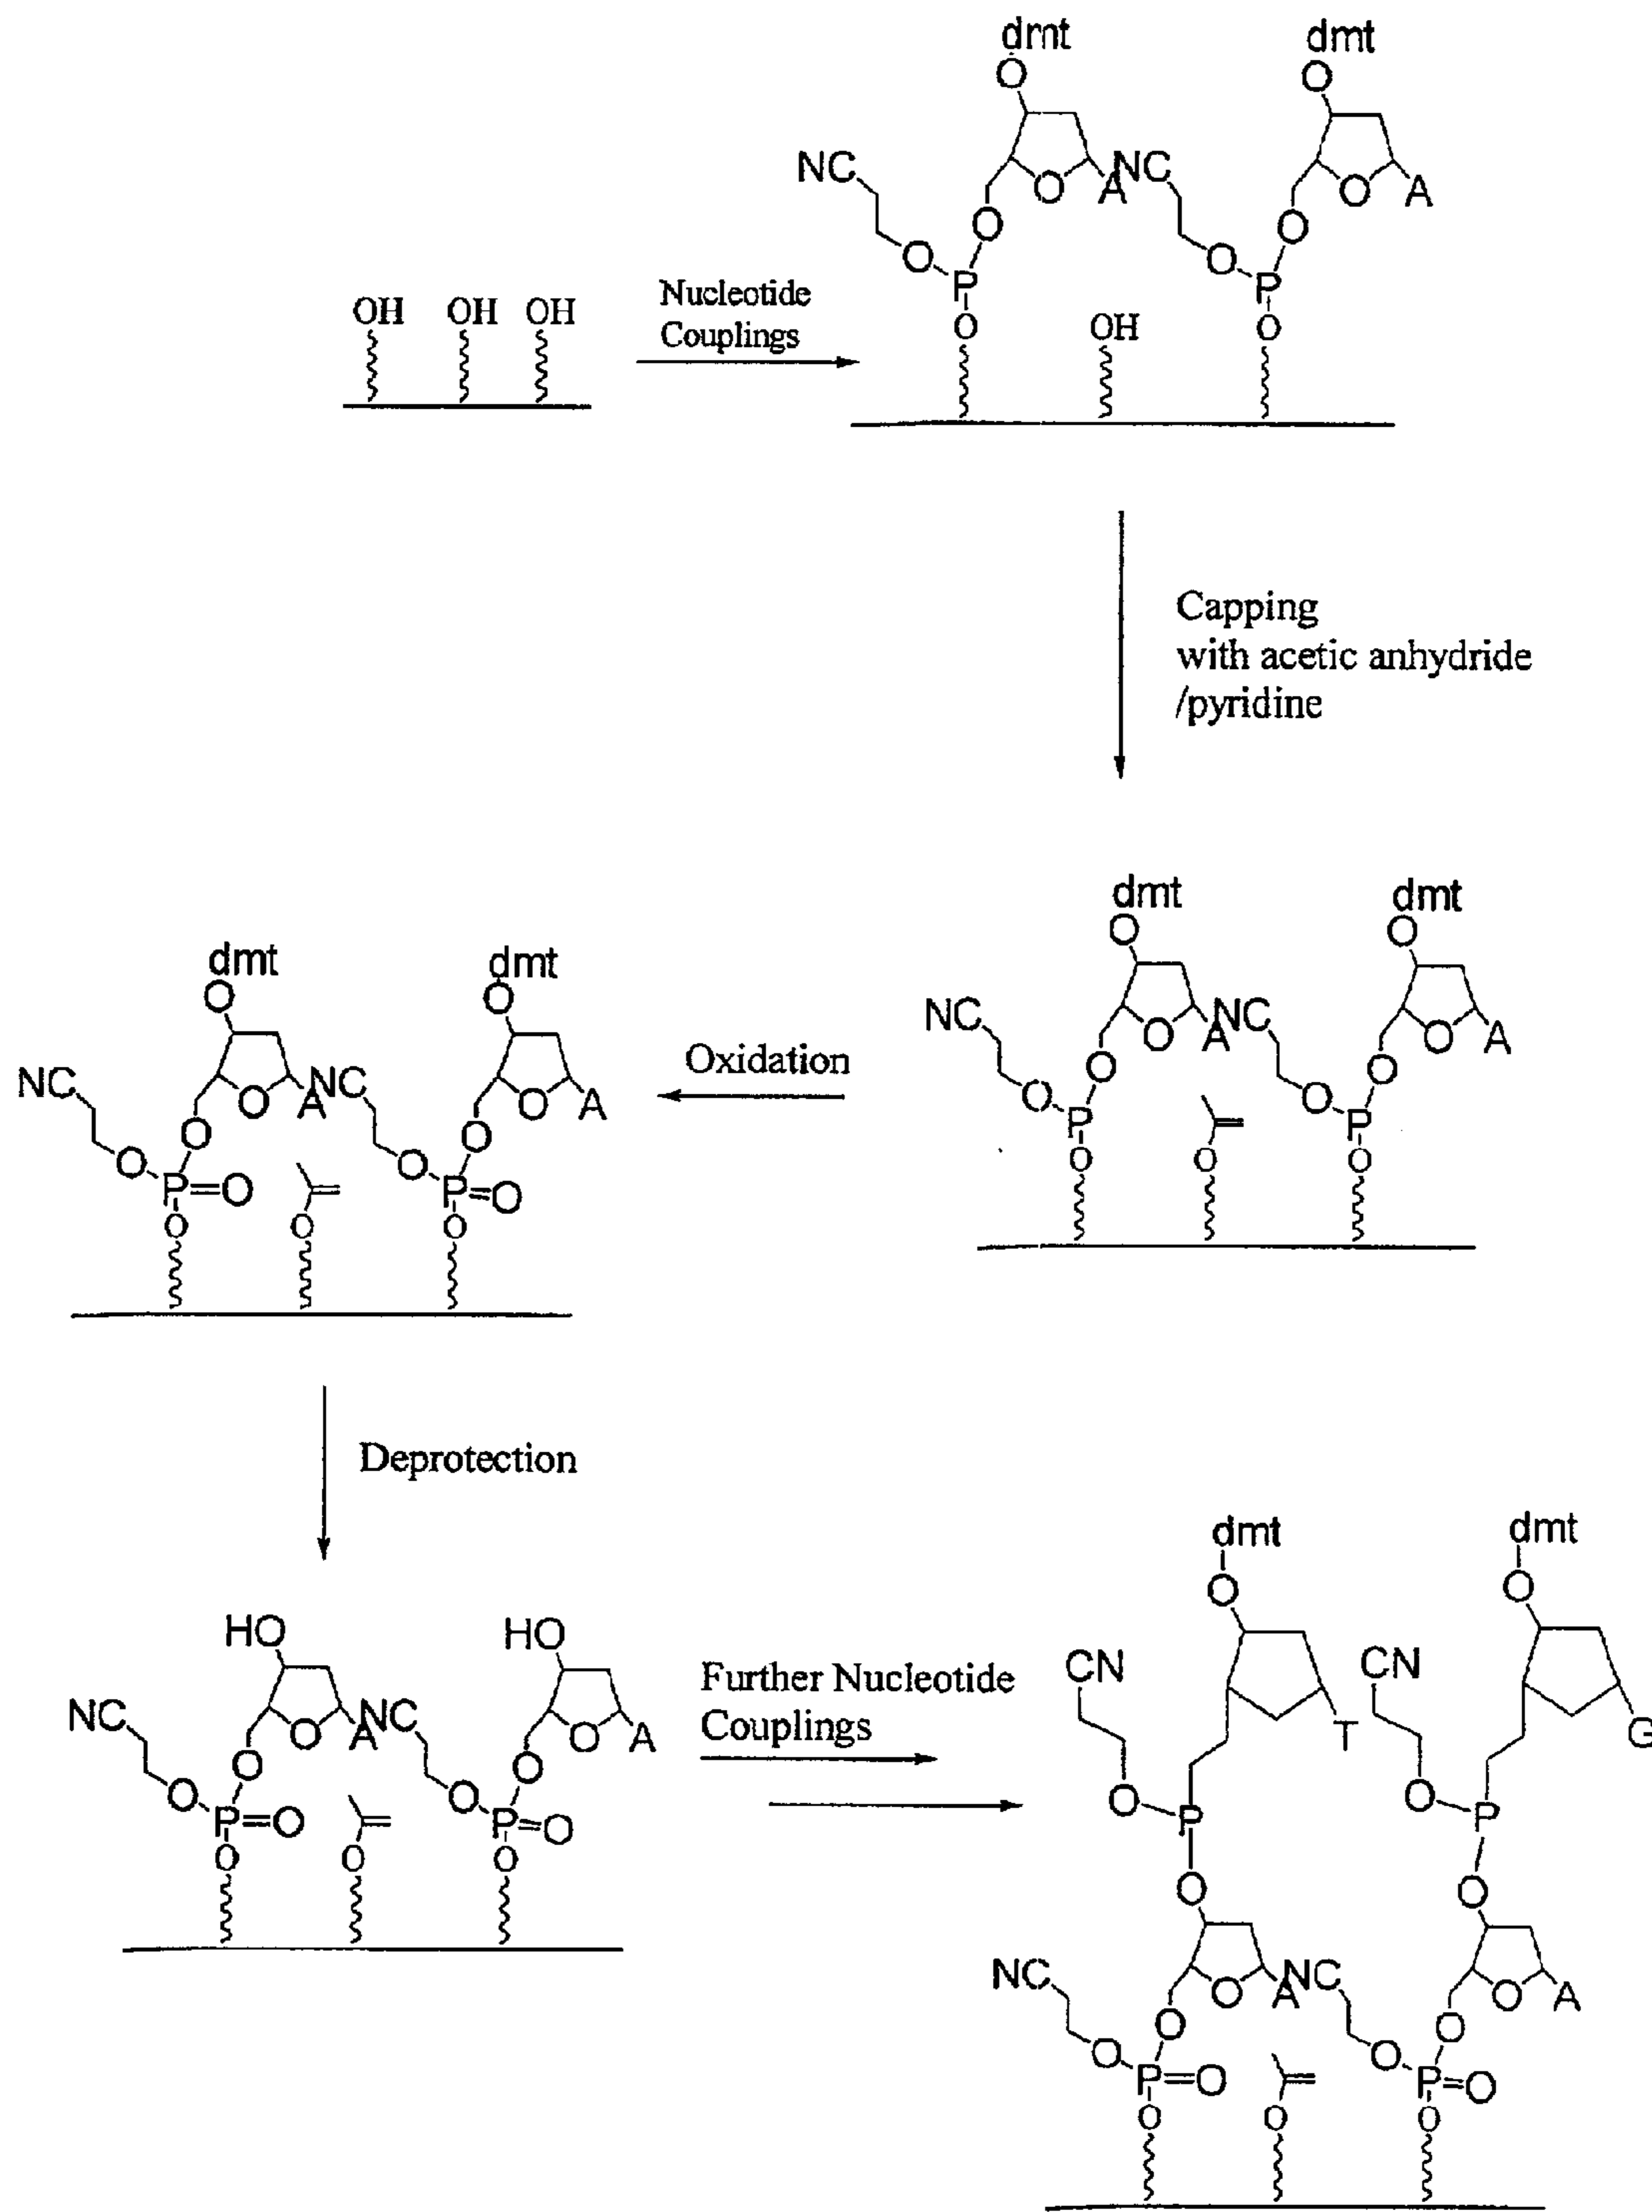 dmt
dmt
O
O
NC
O
A
NC
O
A
O
O
O
P
O
P
OH
OH
OH
Nucleotide
Couplings
O
OH
O
Capping
with acetic anhydride
/pyridine
dmt
dmt
O
O
NC
O
A
NC
O
A
O
O
O
P
O
P
O
O
O
Oxidation
dmt
dmt
O
O
NC
O
A
NC
O
A
O
O
O
P=O
O
P=O
O
O
O
Deprotection
HO
HO
NC
O
A
NC
O
A
O
O
O
P=O
O
P=O
O
O
O
Further Nucleotide
Couplings
dmt
dmt
O
O
CN
T
CN
G
O
P
O
P
O
O
NC
O
A
NC
O
A
O
O
O
P=O
O
P=O
O
O
O